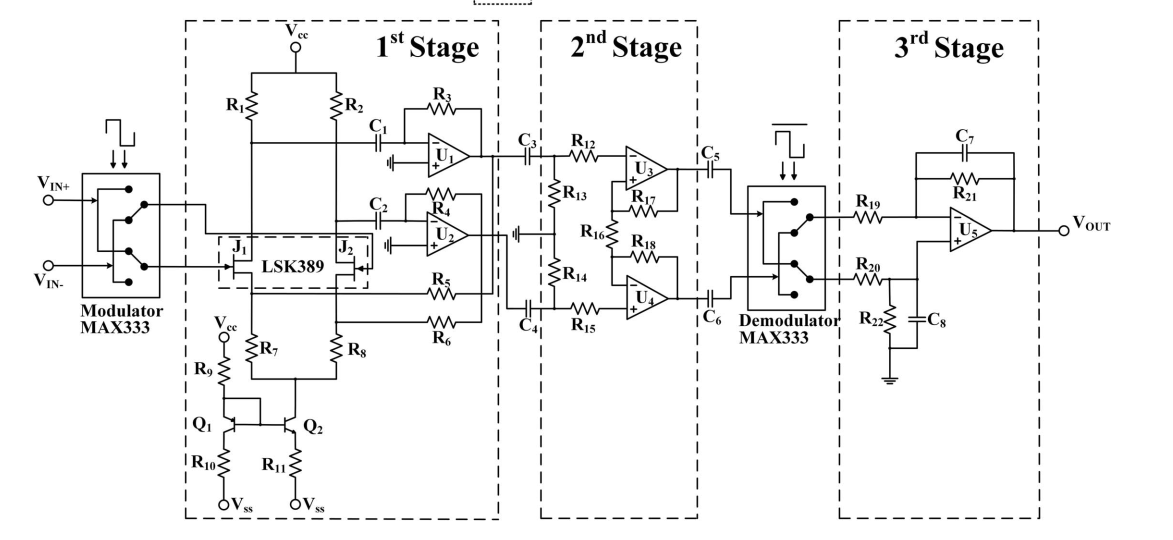 1st Stage
2nd Stage
3rd Stage
Vcc
R1
R2
R3
C1
U1
C2
R4
U2
VIN+
VIN-
Modulator
MAX333
J1
J2
LSK389
R5
R6
R7
R8
Vcc
R9
Q1
Q2
R10
R11
Vss
Vss
C3
R12
R13
U3
R17
R16
R18
R14
U4
C4
R15
C5
C6
Demodulator
MAX333
C7
R21
R19
U5
VOUT
R20
R22
C8